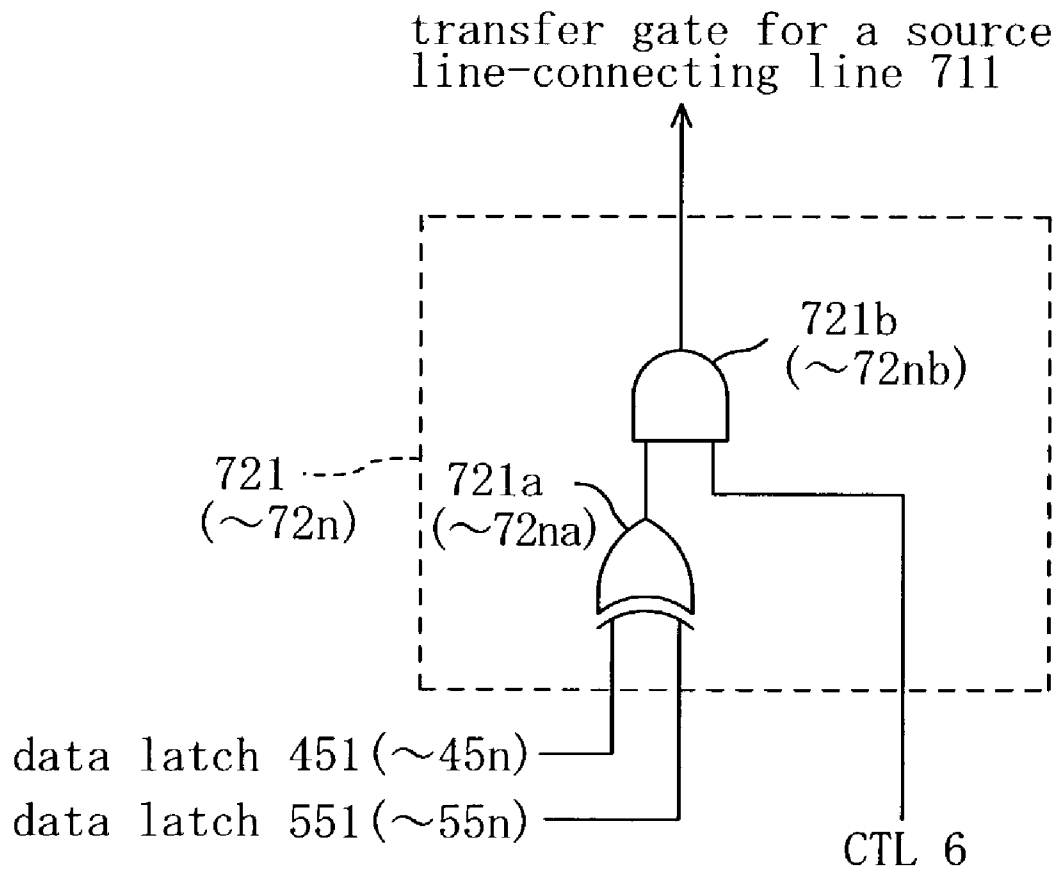 transfer gate for a source
line-connecting line 711
721b
(~72nb)
721
(~72n)
721a
(~72na)
data latch 451(~45n)
data latch 551(~55n)
CTL 6